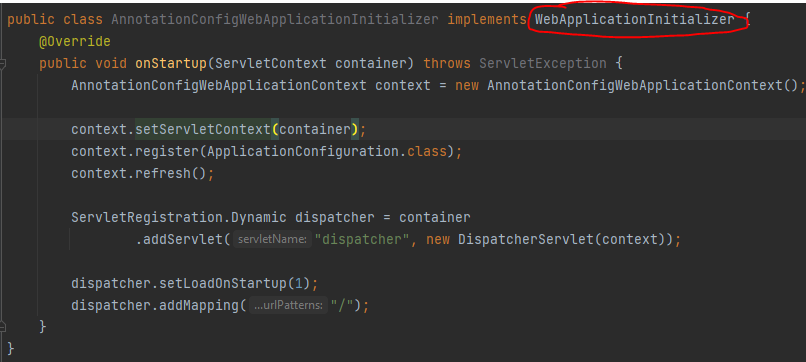 public class AnnotationConfigWebApplicationInitializer implements WebApplicationInitializer {
@Override
public void onStartup(ServletContext container) throws ServletException {
AnnotationConfigWebApplicationContext context = new AnnotationConfigWebApplicationContext();
context.setServletContext(container);
context.register(ApplicationConfiguration.class);
context.refresh();
ServletRegistration.Dynamic dispatcher = container
.addServlet( servletName: "dispatcher", new DispatcherServlet(context));
dispatcher.setLoadOnStartup(1);
dispatcher.addMapping( ...urlPatterns: "/");
}
}